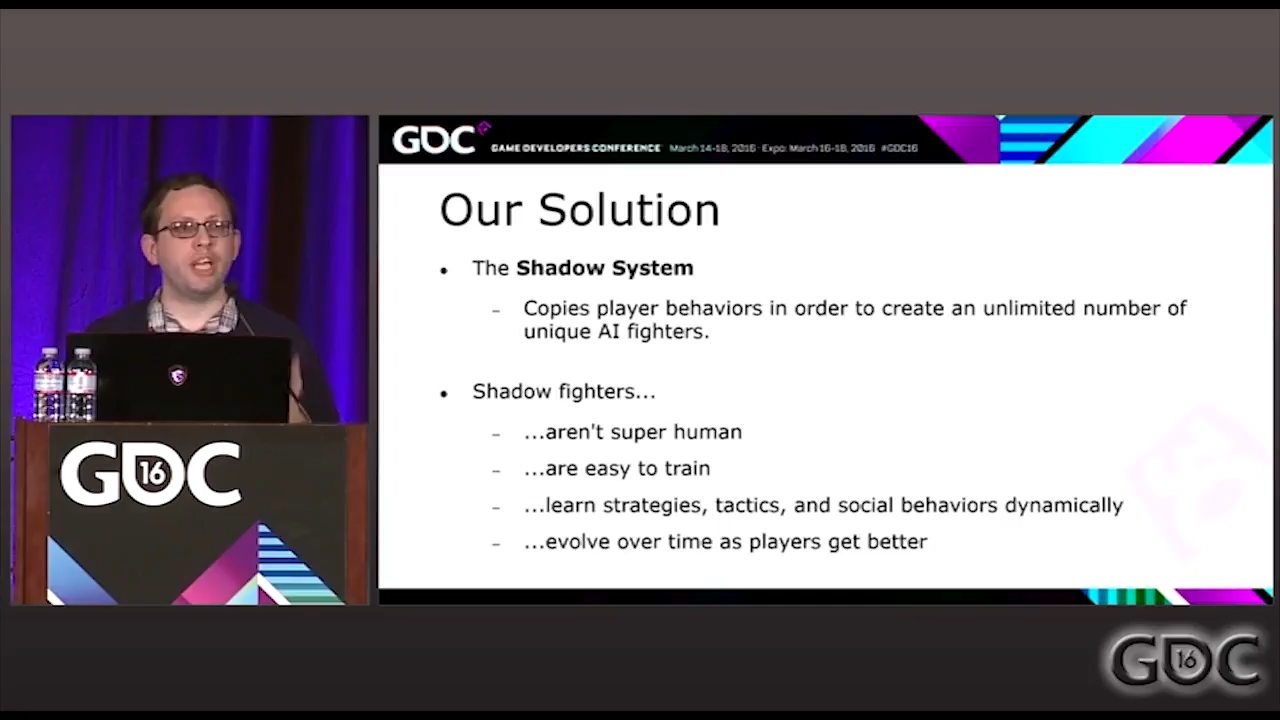 GDC
GAME DEVELOPERS CONFERENCE March 14-18, 2016 · Expo: March 16-18, 2016 #GDC16
Our Solution
• The Shadow System
– Copies player behaviors in order to create an unlimited number of
unique AI fighters.
• Shadow fighters...
– ...aren't super human
– ...are easy to train
– ...learn strategies, tactics, and social behaviors dynamically
– ...evolve over time as players get better
GDC
16
GDC
16